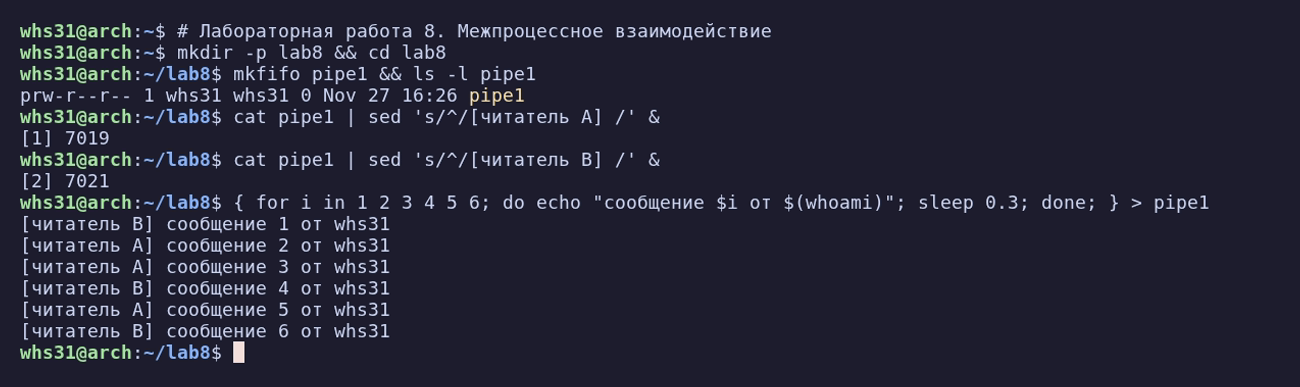 whs31@arch:~$ # Лабораторная работа 8. Межпроцессное взаимодействие
whs31@arch:~$ mkdir -p lab8 && cd lab8
whs31@arch:~/lab8$ mkfifo pipe1 && ls -l pipe1
prw-r--r-- 1 whs31 whs31 0 Nov 27 16:26 pipe1
whs31@arch:~/lab8$ cat pipe1 | sed 's/^/[читатель A] /' &
[1] 7019
whs31@arch:~/lab8$ cat pipe1 | sed 's/^/[читатель B] /' &
[2] 7021
whs31@arch:~/lab8$ { for i in 1 2 3 4 5 6; do echo "сообщение $i от $(whoami)"; sleep 0.3; done; } > pipe1
[читатель B] сообщение 1 от whs31
[читатель A] сообщение 2 от whs31
[читатель A] сообщение 3 от whs31
[читатель B] сообщение 4 от whs31
[читатель A] сообщение 5 от whs31
[читатель B] сообщение 6 от whs31
whs31@arch:~/lab8$